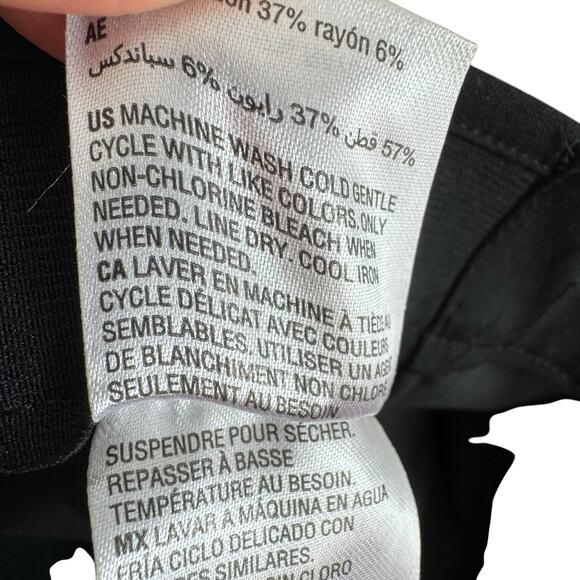 37% rayón 6%
AE
57% قطن 37% رايون 6% سباندكس
US MACHINE WASH COLD GENTLE
CYCLE WITH LIKE COLORS. ONLY
NON-CHLORINE BLEACH WHEN
NEEDED. LINE DRY. COOL IRON
WHEN NEEDED.
CA LAVER EN MACHINE À
CYCLE DÉLICAT AVEC COULEURS
SEMBLABLES. UTILISER UN
DE BLANCHIMENT NON CHLORÉ
SEULEMENT AU BESOIN
SUSPENDRE POUR SÉCHER.
REPASSER À BASSE
TEMPÉRATURE AU BESOIN.
MX LAVAR A MÁQUINA EN AGUA
FRÍA CICLO DELICADO CON
SIMILARES.
SIN CLORO